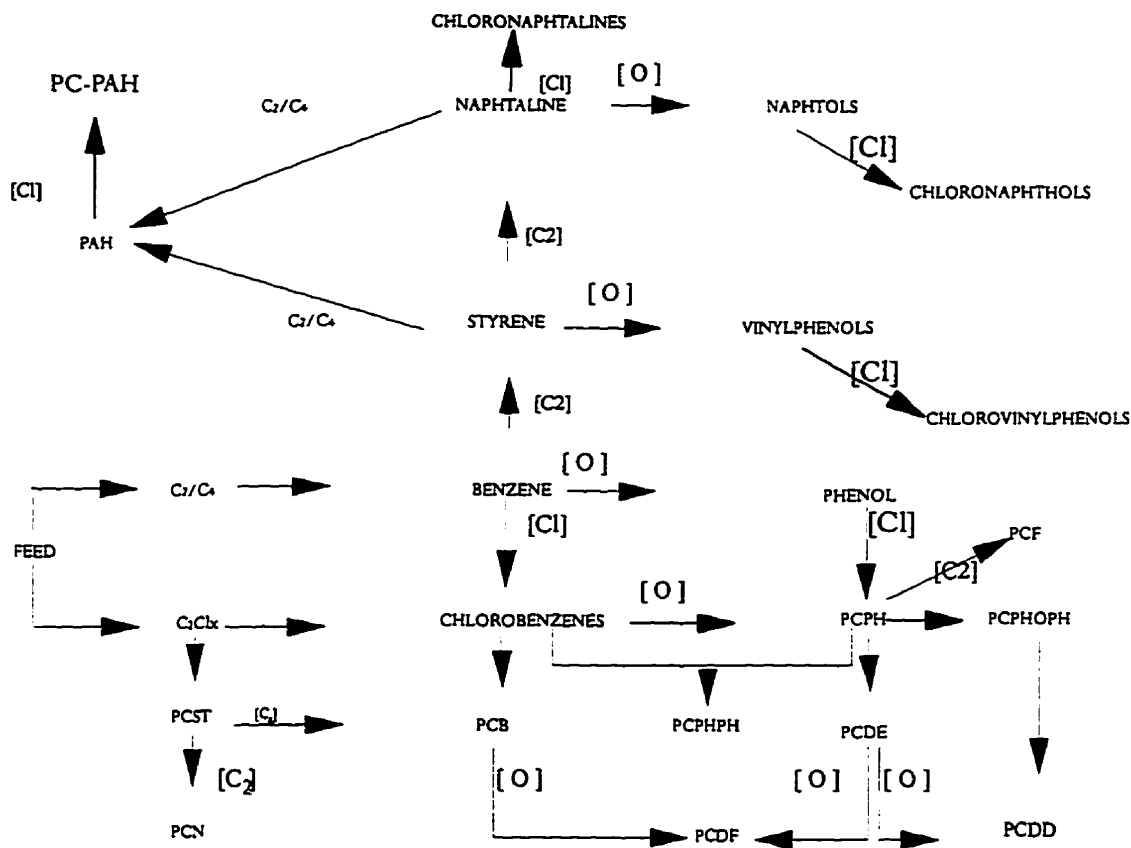 CHLORONAPHTALINES
PC-PAH
C₂/C₄
NAPHTALINE
[Cl]
[O]
NAPHTOLS
[Cl]
[Cl]
CHLORONAPHTHOLS
PAH
[C2]
C₂/C₄
STYRENE
[O]
VINYLPHENOLS
[Cl]
[C2]
CHLOROVINYLPHENOLS
C₂/C₄
BENZENE
[O]
PHENOL
[Cl]
[Cl]
FEED
PCF
[C2]
C₂Clx
CHLOROBENZENES
[O]
PCPH
PCPHOPH
PCST
[C₂]
PCB
PCPHPH
PCDE
[C₂]
[O]
[O]
[O]
PCN
PCDF
PCDD